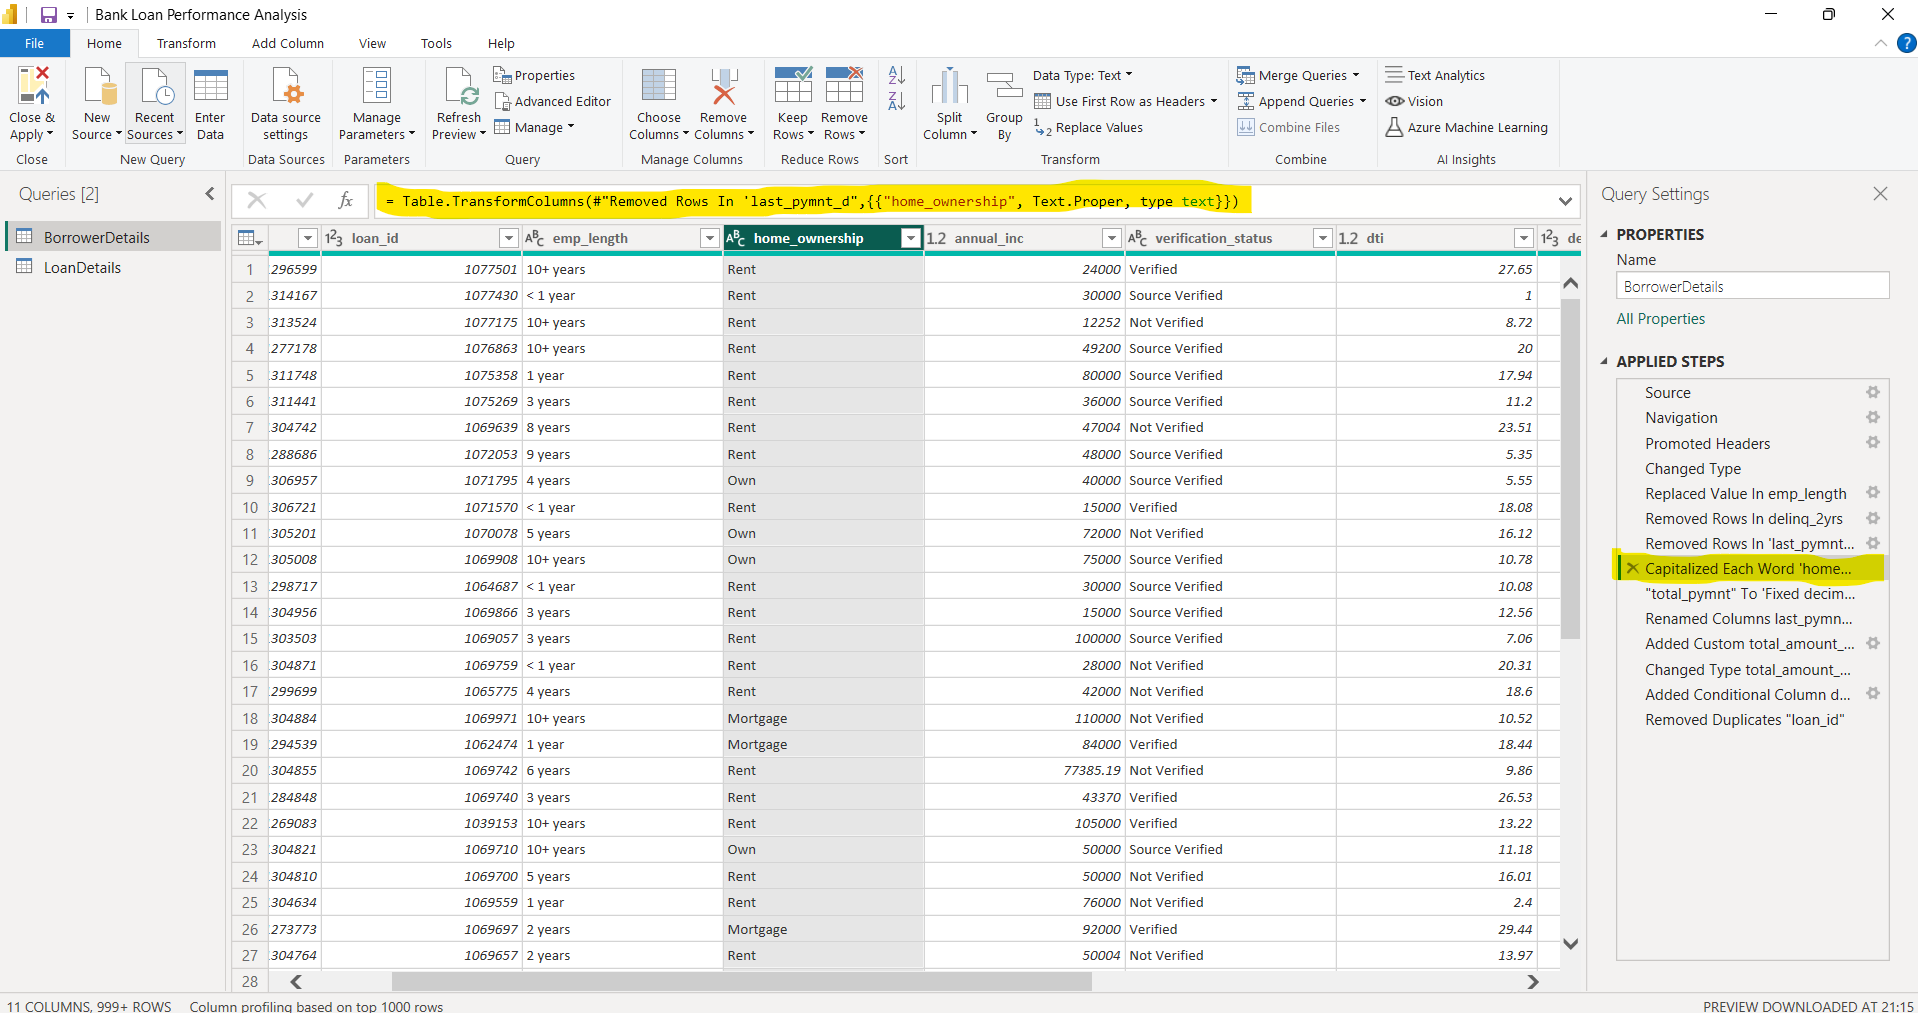 Bank Loan Performance Analysis
File Home Transform Add Column View Tools Help
Close & Apply
New Source
Recent Sources
Enter Data
Data source settings
Manage Parameters
Refresh Preview
Properties
Advanced Editor
Manage
Choose Columns
Remove Columns
Keep Rows
Remove Rows
Split Column
Group By
Data Type: Text
Use First Row as Headers
Replace Values
Merge Queries
Append Queries
Combine Files
Text Analytics
Vision
Azure Machine Learning
Close New Query Data Sources Parameters Query Manage Columns Reduce Rows Sort Transform Combine AI Insights
Queries [2]
BorrowerDetails
LoanDetails
fx = Table.TransformColumns(#"Removed Rows In 'last_pymnt_d",{{"home_ownership", Text.Proper, type text}})
loan_id emp_length home_ownership 1.2 annual_inc verification_status 1.2 dti de
1 296599 1077501 10+ years Rent 24000 Verified 27.65
2 314167 1077430 < 1 year Rent 30000 Source Verified 1
3 313524 1077175 10+ years Rent 12252 Not Verified 8.72
4 277178 1076863 10+ years Rent 49200 Source Verified 20
5 311748 1075358 1 year Rent 80000 Source Verified 17.94
6 311441 1075269 3 years Rent 36000 Source Verified 11.2
7 304742 1069639 8 years Rent 47004 Not Verified 23.51
8 288686 1072053 9 years Rent 48000 Source Verified 5.35
9 306957 1071795 4 years Own 40000 Source Verified 5.55
10 306721 1071570 < 1 year Rent 15000 Verified 18.08
11 305201 1070078 5 years Own 72000 Not Verified 16.12
12 305008 1069908 10+ years Own 75000 Source Verified 10.78
13 298717 1064687 < 1 year Rent 30000 Source Verified 10.08
14 304956 1069866 3 years Rent 15000 Source Verified 12.56
15 303503 1069057 3 years Rent 100000 Source Verified 7.06
16 304871 1069759 < 1 year Rent 28000 Not Verified 20.31
17 299699 1065775 4 years Rent 42000 Not Verified 18.6
18 304884 1069971 10+ years Mortgage 110000 Not Verified 10.52
19 294539 1062474 1 year Mortgage 84000 Verified 18.44
20 304855 1069742 6 years Rent 77385.19 Not Verified 9.86
21 284848 1069740 3 years Rent 43370 Verified 26.53
22 269083 1039153 10+ years Rent 105000 Verified 13.22
23 304821 1069710 10+ years Own 50000 Source Verified 11.18
24 304810 1069700 5 years Rent 50000 Not Verified 16.01
25 304634 1069559 1 year Rent 76000 Not Verified 2.4
26 273773 1069697 2 years Mortgage 92000 Verified 29.44
27 304764 1069657 2 years Rent 50004 Not Verified 13.97
28
Query Settings
PROPERTIES
Name
BorrowerDetails
All Properties
APPLIED STEPS
Source
Navigation
Promoted Headers
Changed Type
Replaced Value In emp_length
Removed Rows In delinq_2yrs
Removed Rows In 'last_pymnt...
Capitalized Each Word 'home...
"total_pymnt" To 'Fixed decim...
Renamed Columns last_pymn...
Added Custom total_amount_...
Changed Type total_amount_...
Added Conditional Column d...
Removed Duplicates "loan_id"
11 COLUMNS, 999+ ROWS Column profiling based on top 1000 rows
PREVIEW DOWNLOADED AT 21:15